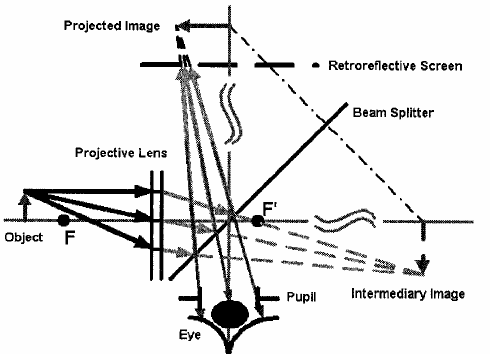 Projected Image
Retroreflective Screen
Beam Splitter
Projective Lens
F'
Object
F
Intermediary Image
Pupil
Eye